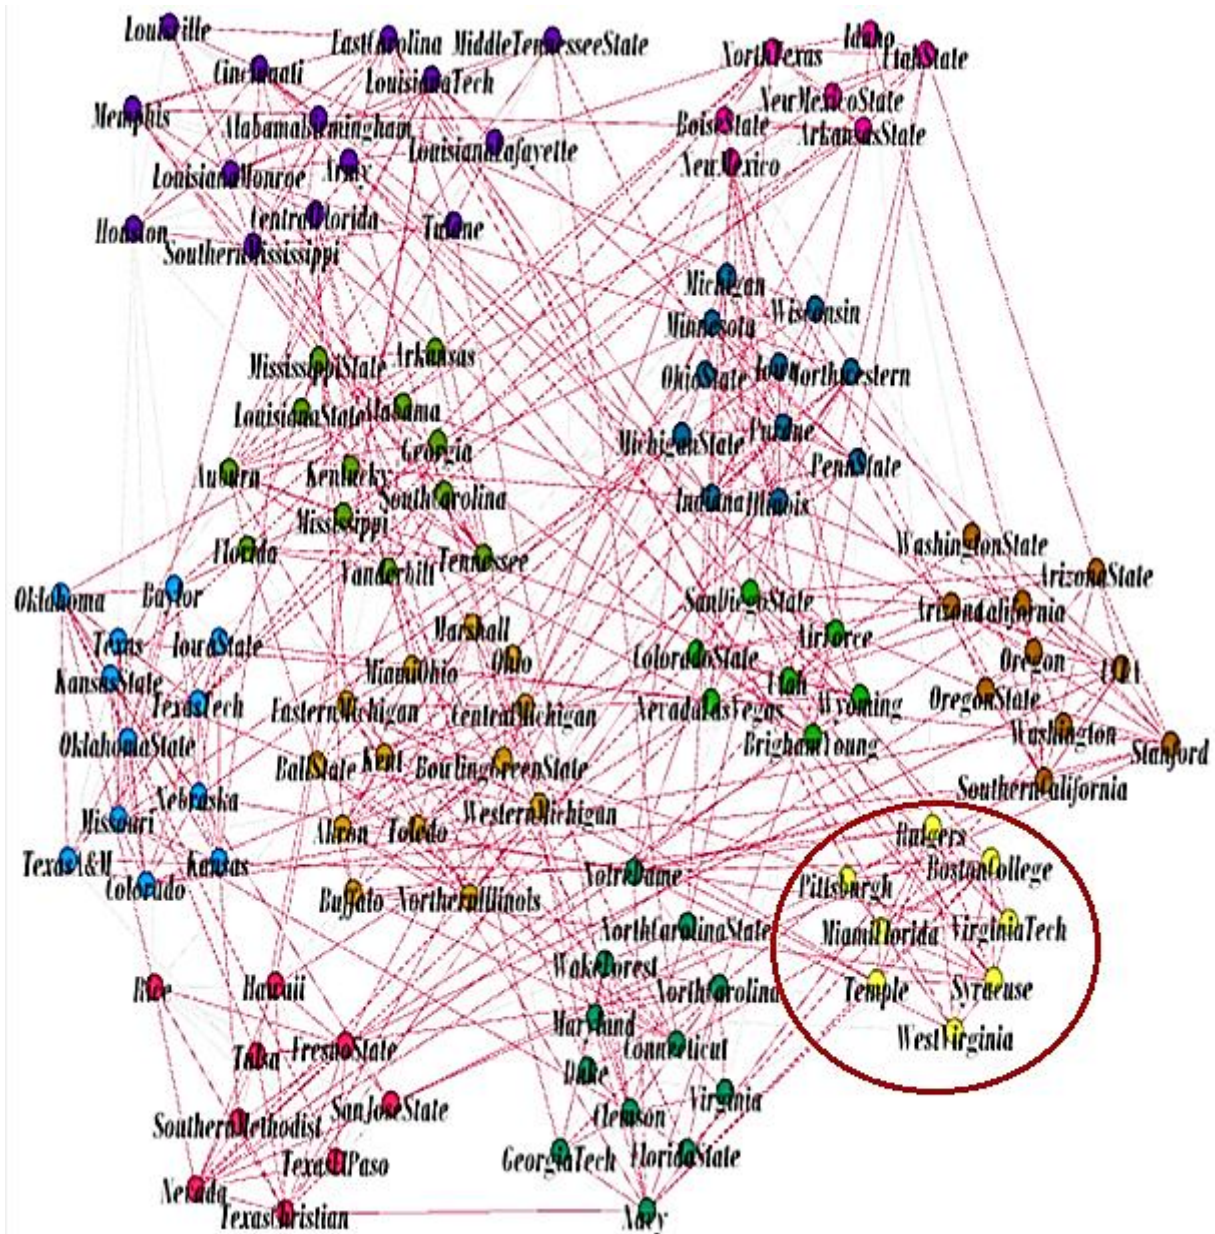 Louisville
EastCarolina
MiddleTennesseeState
Cincinnati
LouisianaTech
Memphis
AlabamaBirmingham
LouisianaLafayette
LouisianaMonroe
Army
Houston
CentralFlorida
Tulane
SouthernMississippi
Idaho
NorthTexas
UtahState
NewMexicoState
BoiseState
ArkansasState
NewMexico
Michigan
Minnesota
Wisconsin
OhioState
Iowa
NorthWestern
MichiganState
Purdue
PennState
Indiana
Illinois
MississippiState
Arkansas
LouisianaState
Alabama
Georgia
Auburn
Kentucky
SouthCarolina
Mississippi
Florida
Vanderbilt
Tennessee
WashingtonState
ArizonaState
Arizona
California
Oregon
UCLA
OregonState
Washington
Stanford
SouthernCalifornia
SanDiegoState
AirForce
ColoradoState
Utah
NevadaLasVegas
Wyoming
BrighamYoung
Oklahoma
Baylor
Texas
IowaState
KansasState
TexasTech
OklahomaState
Nebraska
Missouri
TexasA&M
Kansas
Colorado
Marshall
MiamiOhio
Ohio
EasternMichigan
CentralMichigan
BallState
Kent
BowlingGreenState
WesternMichigan
Akron
Toledo
Buffalo
NorthernIllinois
Rutgers
BostonCollege
Pittsburgh
MiamiFlorida
VirginiaTech
Temple
Syracuse
WestVirginia
NotreDame
NorthCarolinaState
WakeForest
NorthCarolina
Maryland
Connecticut
Duke
Clemson
Virginia
GeorgiaTech
FloridaState
Navy
Rice
Hawaii
Tulsa
FresnoState
SanJoseState
SouthernMethodist
TexasElPaso
Nevada
TexasChristian